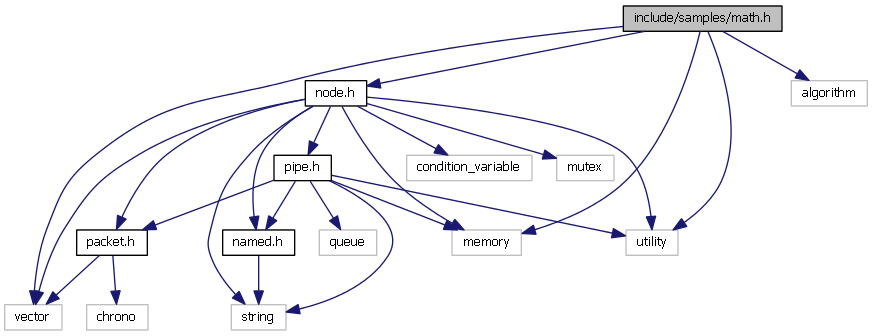 include/samples/math.h
node.h
algorithm
pipe.h
condition_variable
mutex
packet.h
named.h
queue
memory
utility
vector
chrono
string